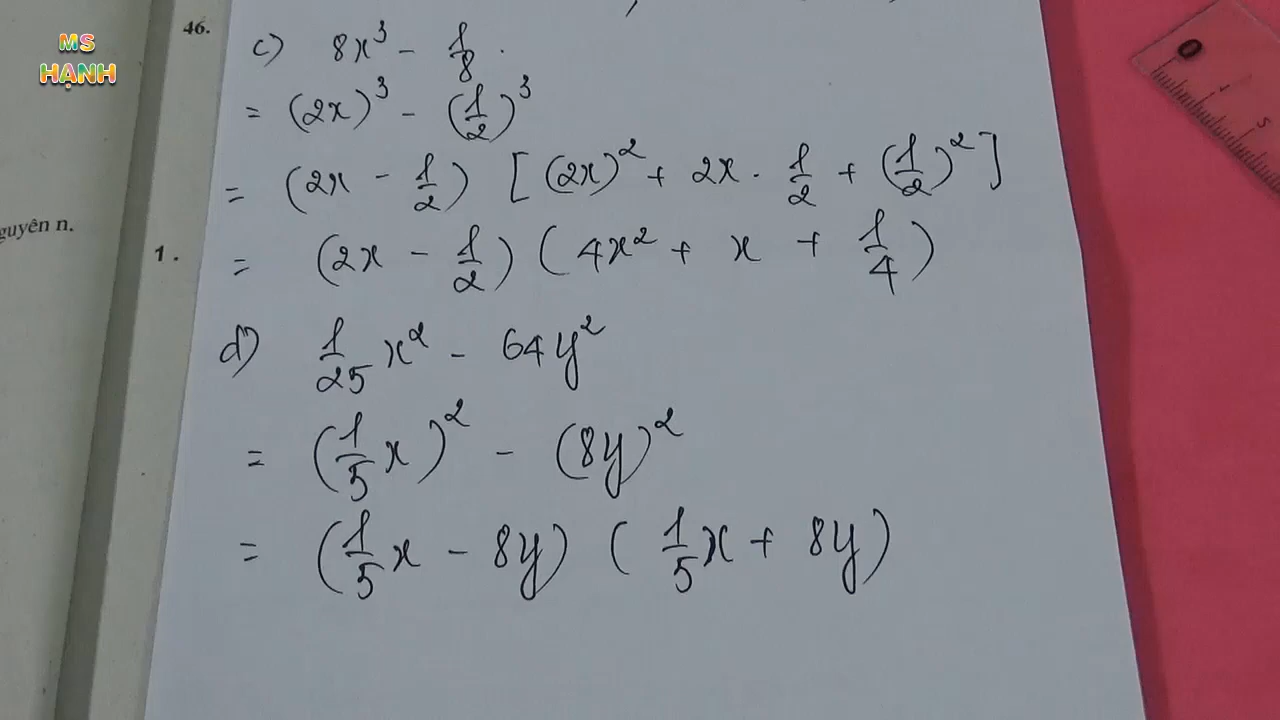 MS
HẠNH
46.
guyên n.
1.
c) 8x³ - 1/8.
= (2x)³ - (1/2)³
= (2x - 1/2) [(2x)² + 2x . 1/2 + (1/2)²]
= (2x - 1/2) (4x² + x + 1/4)
d) 1/25 x² - 64y²
= (1/5 x)² - (8y)²
= (1/5 x - 8y) (1/5 x + 8y)
0